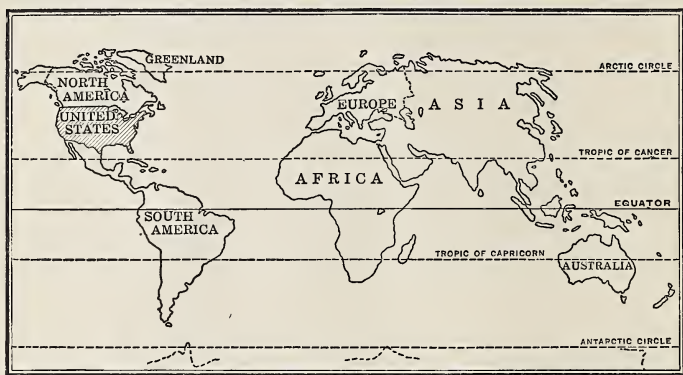 GREENLAND
ARCTIC CIRCLE
NORTH
AMERICA
EUROPE
ASIA
UNITED
STATES
TROPIC OF CANCER
AFRICA
EQUATOR
SOUTH
AMERICA
TROPIC OF CAPRICORN
AUSTRALIA
ANTARCTIC CIRCLE